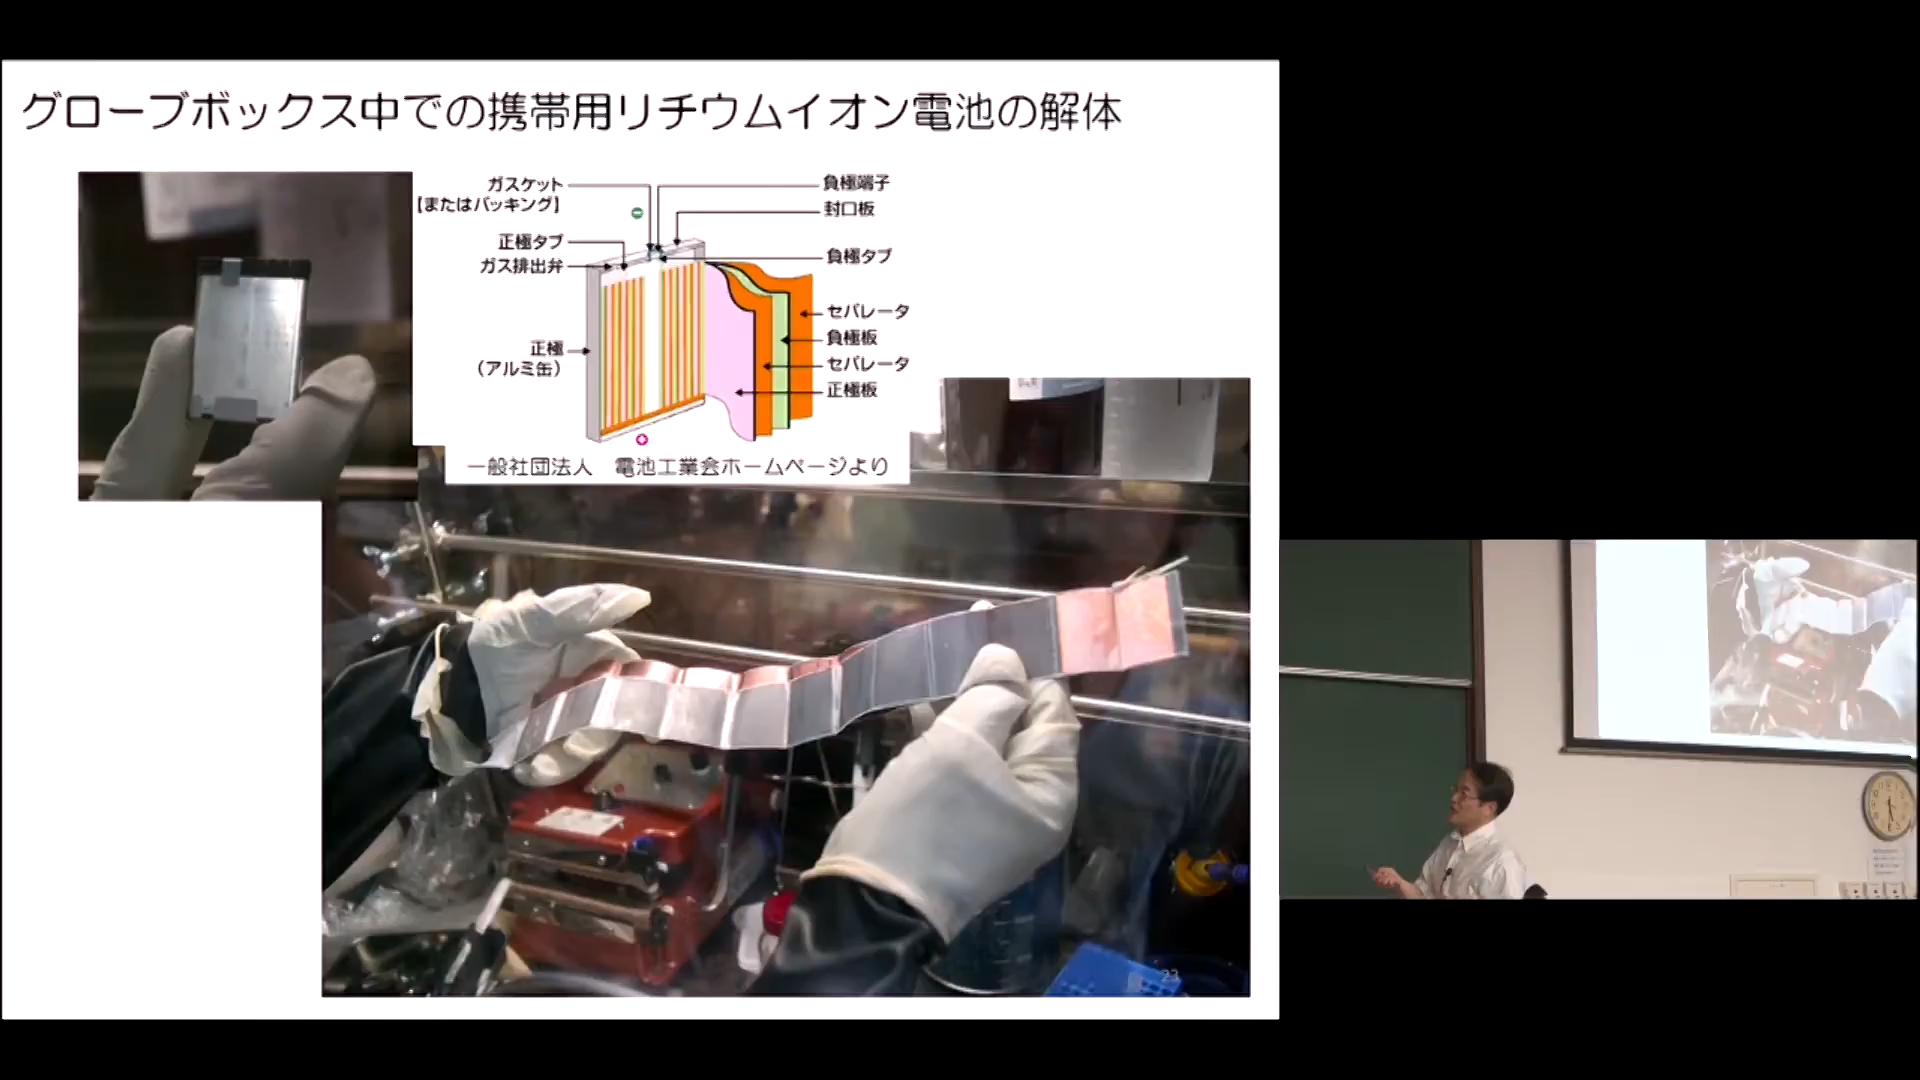 グローブボックス中での携帯用リチウムイオン電池の解体
ガスケット
【またはパッキング】
正極タブ
ガス排出弁
正極
（アルミ缶）
負極端子
封口板
負極タブ
セパレータ
負極板
セパレータ
正極板
一般社団法人　電池工業会ホームページより
23